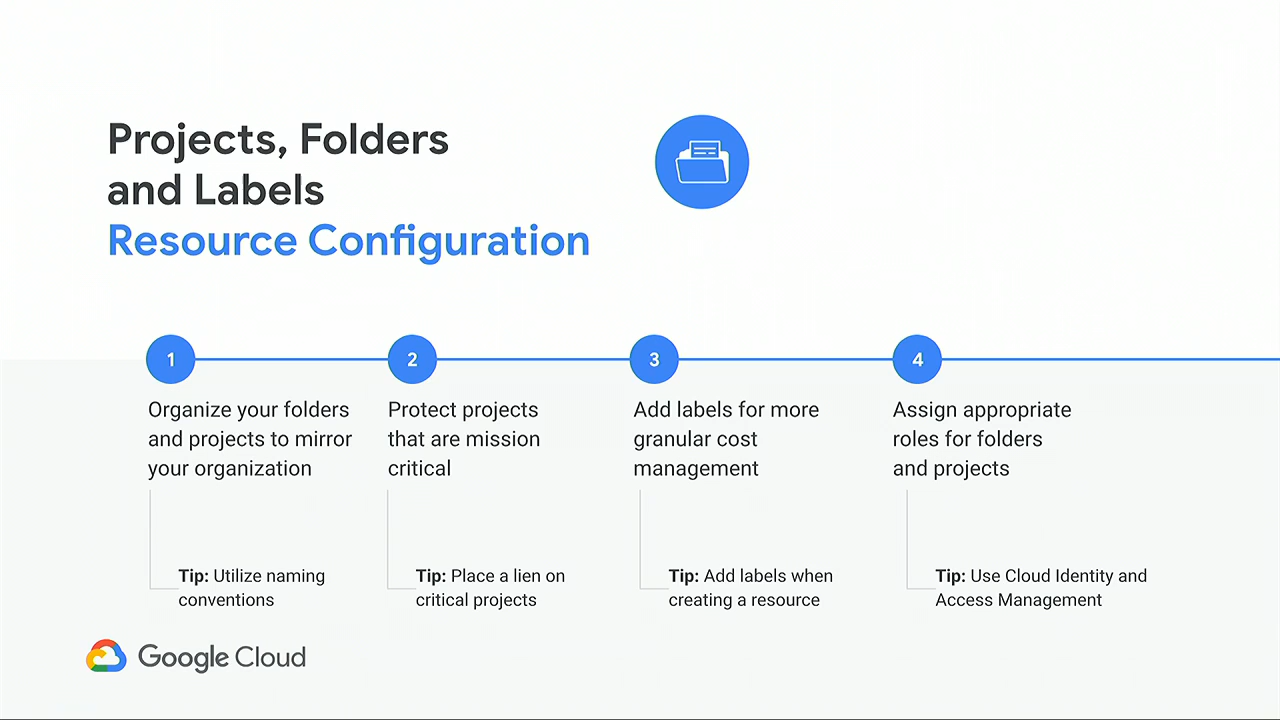 Projects, Folders
and Labels
Resource Configuration
1
Organize your folders
and projects to mirror
your organization
Tip: Utilize naming
conventions
2
Protect projects
that are mission
critical
Tip: Place a lien on
critical projects
3
Add labels for more
granular cost
management
Tip: Add labels when
creating a resource
4
Assign appropriate
roles for folders
and projects
Tip: Use Cloud Identity and
Access Management
Google Cloud